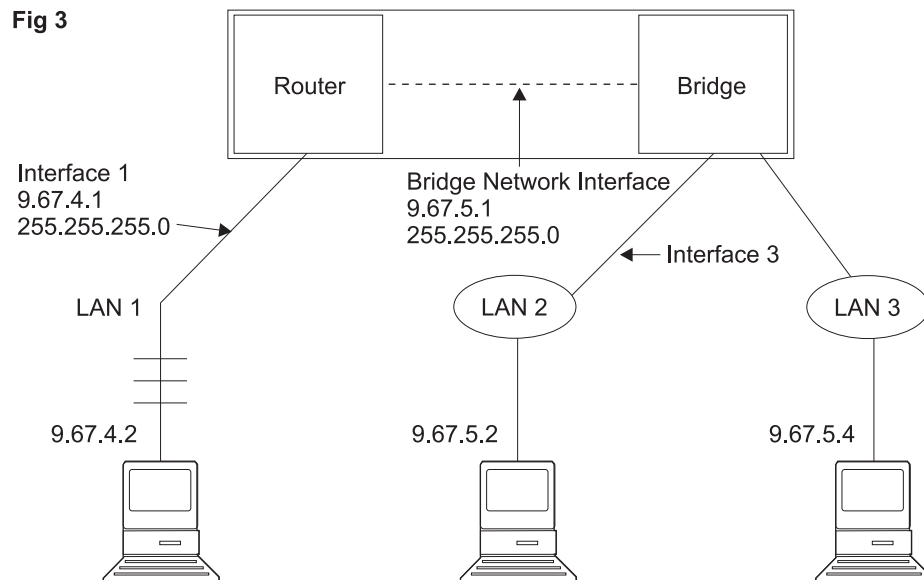 Fig 3
Router
Bridge
Interface 1
9.67.4.1
255.255.255.0
Bridge Network Interface
9.67.5.1
255.255.255.0
Interface 3
LAN 1
LAN 2
LAN 3
9.67.4.2
9.67.5.2
9.67.5.4